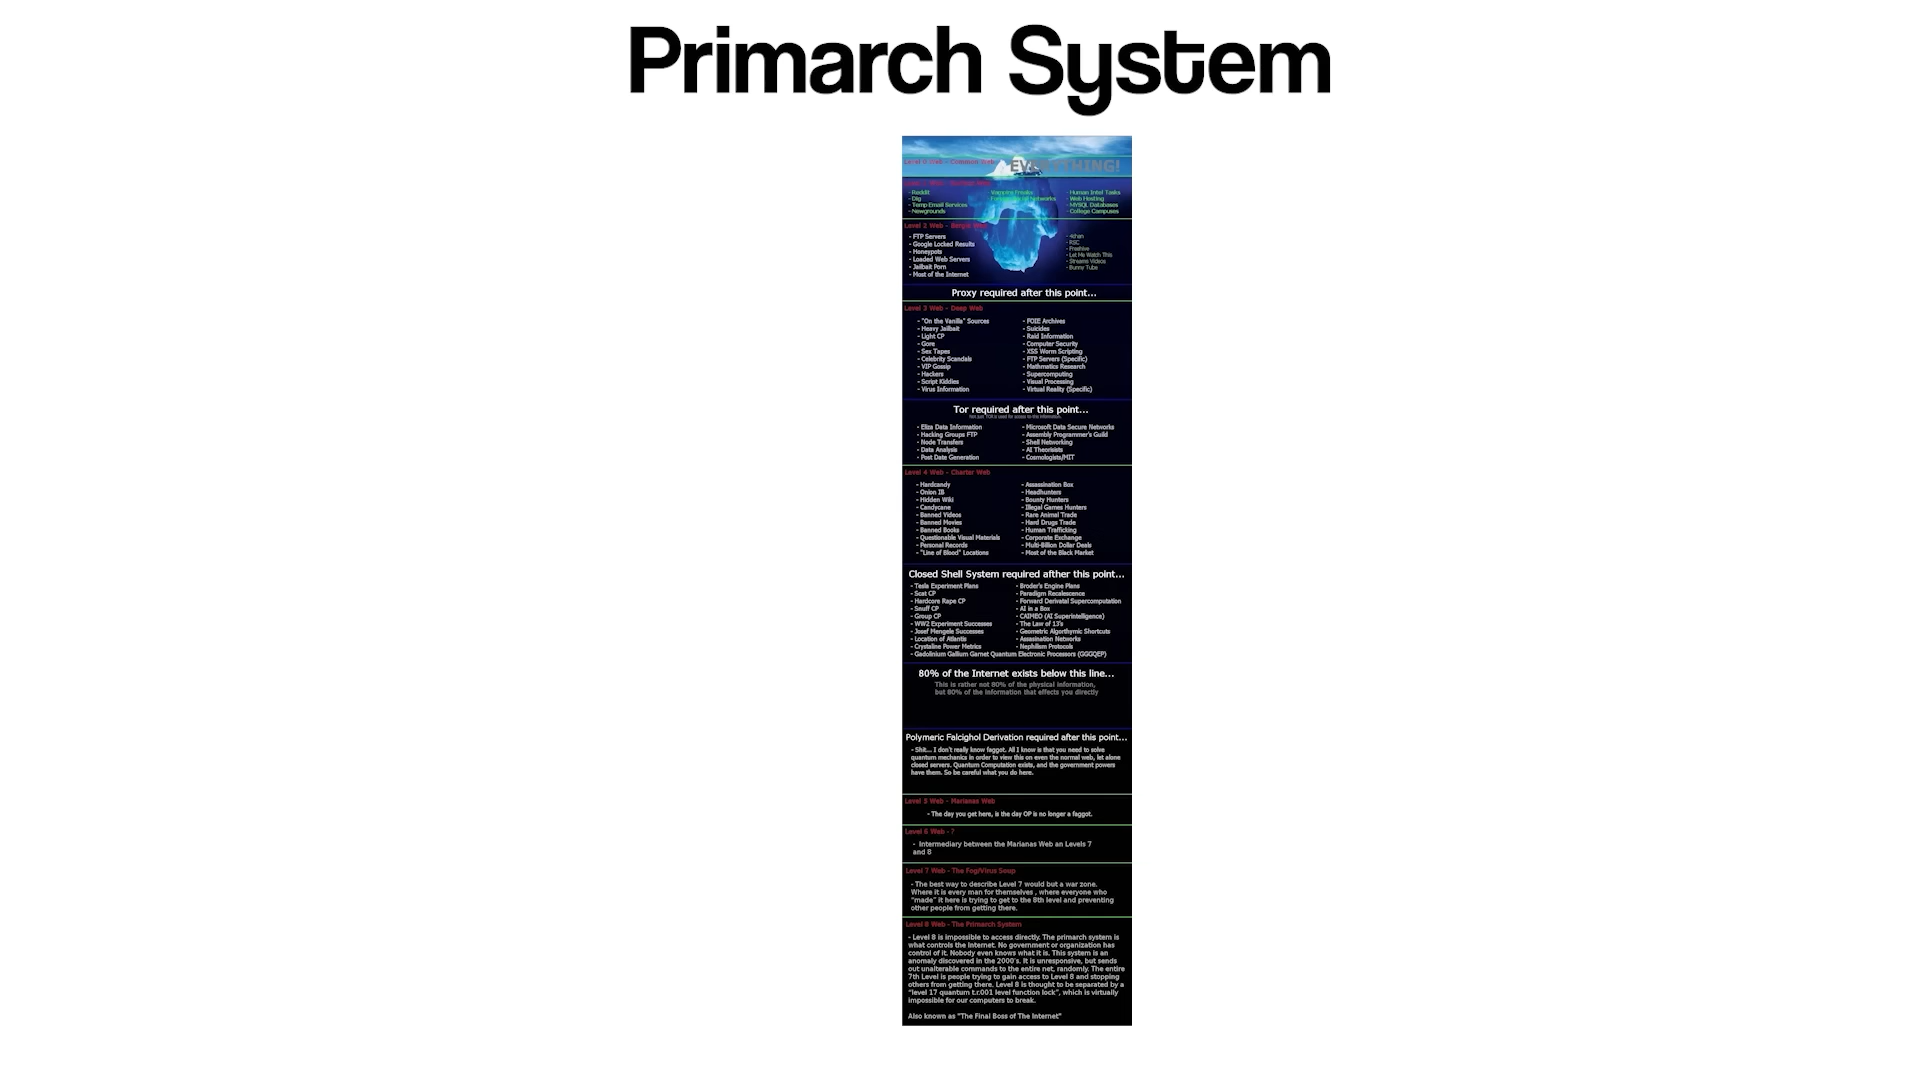 Primarch System
Level 0 Web - Common Web
EVERYTHING!
- Reddit
- Dig
- Temp Email Services
- Newgrounds
- Vampire Freaks
- Human Intel Tasks
- Web Hosting
- MYSQL Databases
- College Campuses
- FTP Servers
- Google Locked Results
- Honeypots
- Loaded Web Servers
- Jailbait Porn
- Most of the Internet
- 4chan
- RSC
- Freehive
- Let Me Watch This
- Streams Videos
- Bunny Tube
Proxy required after this point...
Level 3 Web - Deep Web
- "On the Vanilla" Sources
- Heavy Jailbait
- Light CP
- Gore
- Sex Tapes
- Celebrity Scandals
- VIP Gossip
- Hackers
- Script Kiddies
- Virus Information
- FOIE Archives
- Suicides
- Raid Information
- Computer Security
- XSS Worm Scripting
- FTP Servers (Specific)
- Mathmatics Research
- Supercomputing
- Visual Processing
- Virtual Reality (Specific)
Tor required after this point...
- Eliza Data Information
- Hacking Groups FTP
- Node Transfers
- Data Analysis
- Post Date Generation
- Microsoft Data Secure Networks
- Assembly Programmer's Guild
- Shell Networking
- AI Theorisists
- Cosmologists/MIT
Level 4 Web - Charter Web
- Hardcandy
- Onion IB
- Hidden Wiki
- Candycane
- Banned Videos
- Banned Movies
- Banned Books
- Questionable Visual Materials
- Personal Records
- "Line of Blood" Locations
- Assassination Box
- Headhunters
- Bounty Hunters
- Illegal Games Hunters
- Rare Animal Trade
- Hard Drugs Trade
- Human Trafficking
- Corporate Exchange
- Multi-Billion Dollar Deals
- Most of the Black Market
Closed Shell System required afther this point...
- Tesla Experiment Plans
- Scat CP
- Hardcore Rape CP
- Snuff CP
- Group CP
- WW2 Experiment Successes
- Josef Mengele Successes
- Location of Atlantis
- Crystaline Power Metrics
- Gadolinium Gallium Garnet Quantum Electronic Processors (GGGQEP)
- Broder's Engine Plans
- Paradigm Recalescence
- Forward Derivatal Supercomputation
- AI in a Box
- CAIMEO (AI Superintelligence)
- The Law of 13's
- Geometric Algorthymic Shortcuts
- Assasination Networks
- Nephilism Protocols
80% of the Internet exists below this line...
This is rather not 80% of the physical information,
but 80% of the information that effects you directly
Polymeric Falcighol Derivation required after this point...
- Shit... I don't really know faggot. All I know is that you need to solve
quantum mechanics in order to view this on even the normal web, let alone
closed servers. Quantum Computation exists, and the government powers
have them. So be careful what you do here.
Level 5 Web - Marianas Web
- The day you get here, is the day OP is no longer a faggot.
Level 6 Web - ?
- Intermediary between the Marianas Web an Levels 7
and 8
Level 7 Web - The Fog/Virus Soup
- The best way to describe Level 7 would but a war zone.
Where it is every man for themselves , where everyone who
"made" it here is trying to get to the 8th level and preventing
other people from getting there.
Level 8 Web - The Primarch System
- Level 8 is impossible to access directly. The primarch system is
what controls the Internet. No government or organization has
control of it. Nobody even knows what it is. This system is an
anomaly discovered in the 2000's. It is unresponsive, but sends
out unalterable commands to the entire net, randomly. The entire
7th Level is people trying to gain access to Level 8 and stopping
others from getting there. Level 8 is thought to be separated by a
"level 17 quantum t.r.001 level function lock", which is virtually
impossible for our computers to break.
Also known as "The Final Boss of The Internet"